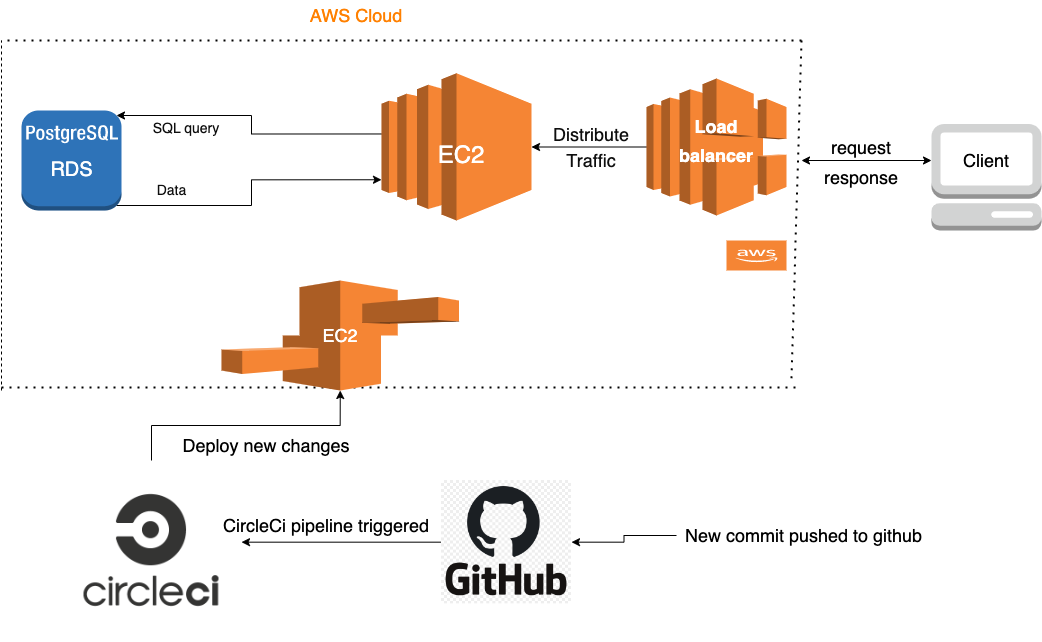 AWS Cloud
PostgreSQL
RDS
SQL query
Data
EC2
Distribute
Traffic
Load
balancer
request
response
Client
aws
EC2
Deploy new changes
CircleCi pipeline triggered
New commit pushed to github
circleci
GitHub